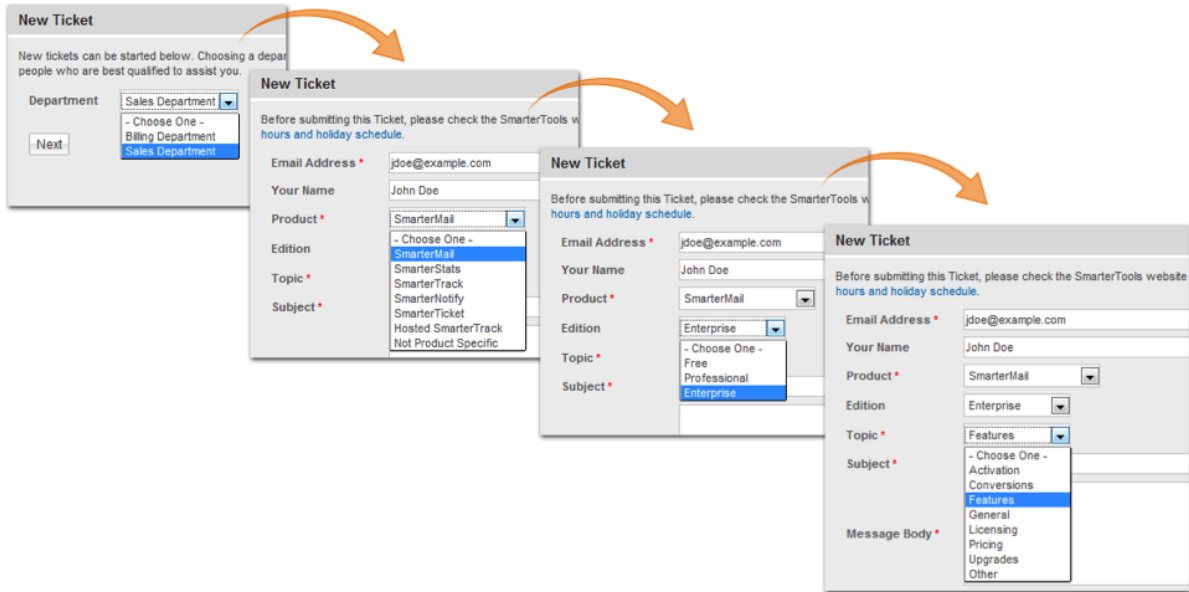 New Ticket
New tickets can be started below. Choosing a
people who are best qualified to assist you.
Department
Sales Department
- Choose One -
Billing Department
Sales Department
Next
New Ticket
Before submitting this Ticket, please check the SmarterTools
hours and holiday schedule.
Email Address *
jdoe@example.com
Your Name
John Doe
Product *
SmarterMail
- Choose One -
SmarterMail
SmarterStats
SmarterTrack
SmarterNotify
SmarterTicket
Hosted SmarterTrack
Not Product Specific
Edition
Topic *
Subject *
New Ticket
Before submitting this Ticket, please check the SmarterTools
hours and holiday schedule.
Email Address *
jdoe@example.com
Your Name
John Doe
Product *
SmarterMail
Edition
Enterprise
- Choose One -
Free
Professional
Enterprise
Topic *
Subject *
New Ticket
Before submitting this Ticket, please check the SmarterTools website
hours and holiday schedule.
Email Address *
jdoe@example.com
Your Name
John Doe
Product *
SmarterMail
Edition
Enterprise
Topic *
Features
- Choose One -
Activation
Conversions
Features
General
Licensing
Pricing
Upgrades
Other
Subject *
Message Body *